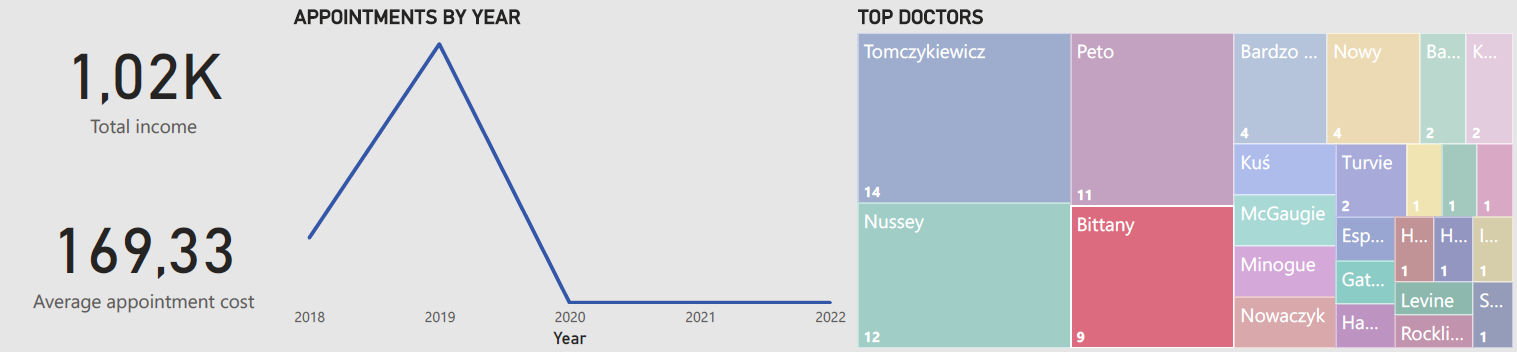 1,02K
Total income
169,33
Average appointment cost
APPOINTMENTS BY YEAR
2018 2019 2020 2021 2022
Year
TOP DOCTORS
Tomczykiewicz
14
Nussey
12
Peto
11
Bittany
9
Bardzo ...
4
Nowy
4
Ba...
2
K...
2
Kuś
McGaugie
Minogue
Nowaczyk
Turvie
2
1
1
1
Esp...
Gat...
Ha...
H...
1
H...
1
I...
1
Levine
Rockli...
S...
1